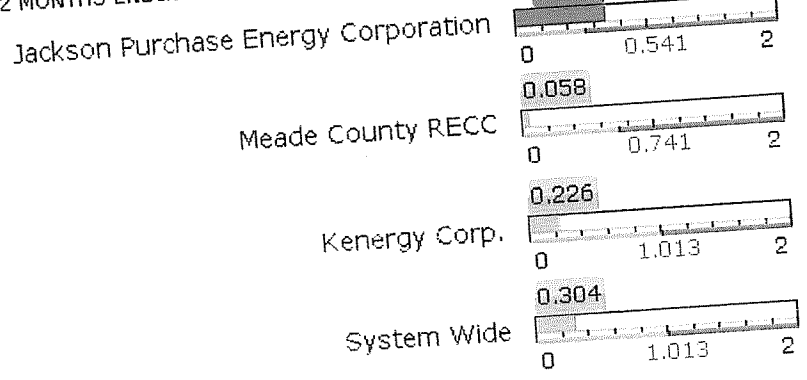 2 MONTHS
Jackson Purchase Energy Corporation
0 0.541 2
0.058
Meade County RECC
0 0.741 2
0.226
Kenergy Corp.
0 1.013 2
0.304
System Wide
0 1.013 2